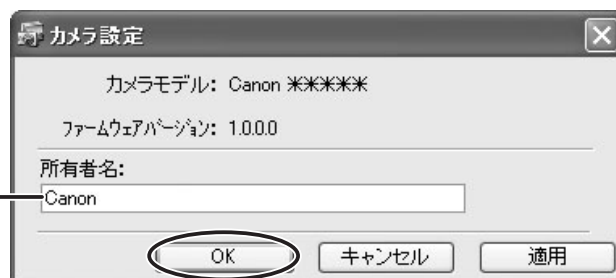 カメラ設定
カメラモデル: Canon ＊＊＊＊＊
ファームウェアバージョン: 1.0.0.0
所有者名:
Canon
OK キャンセル 適用